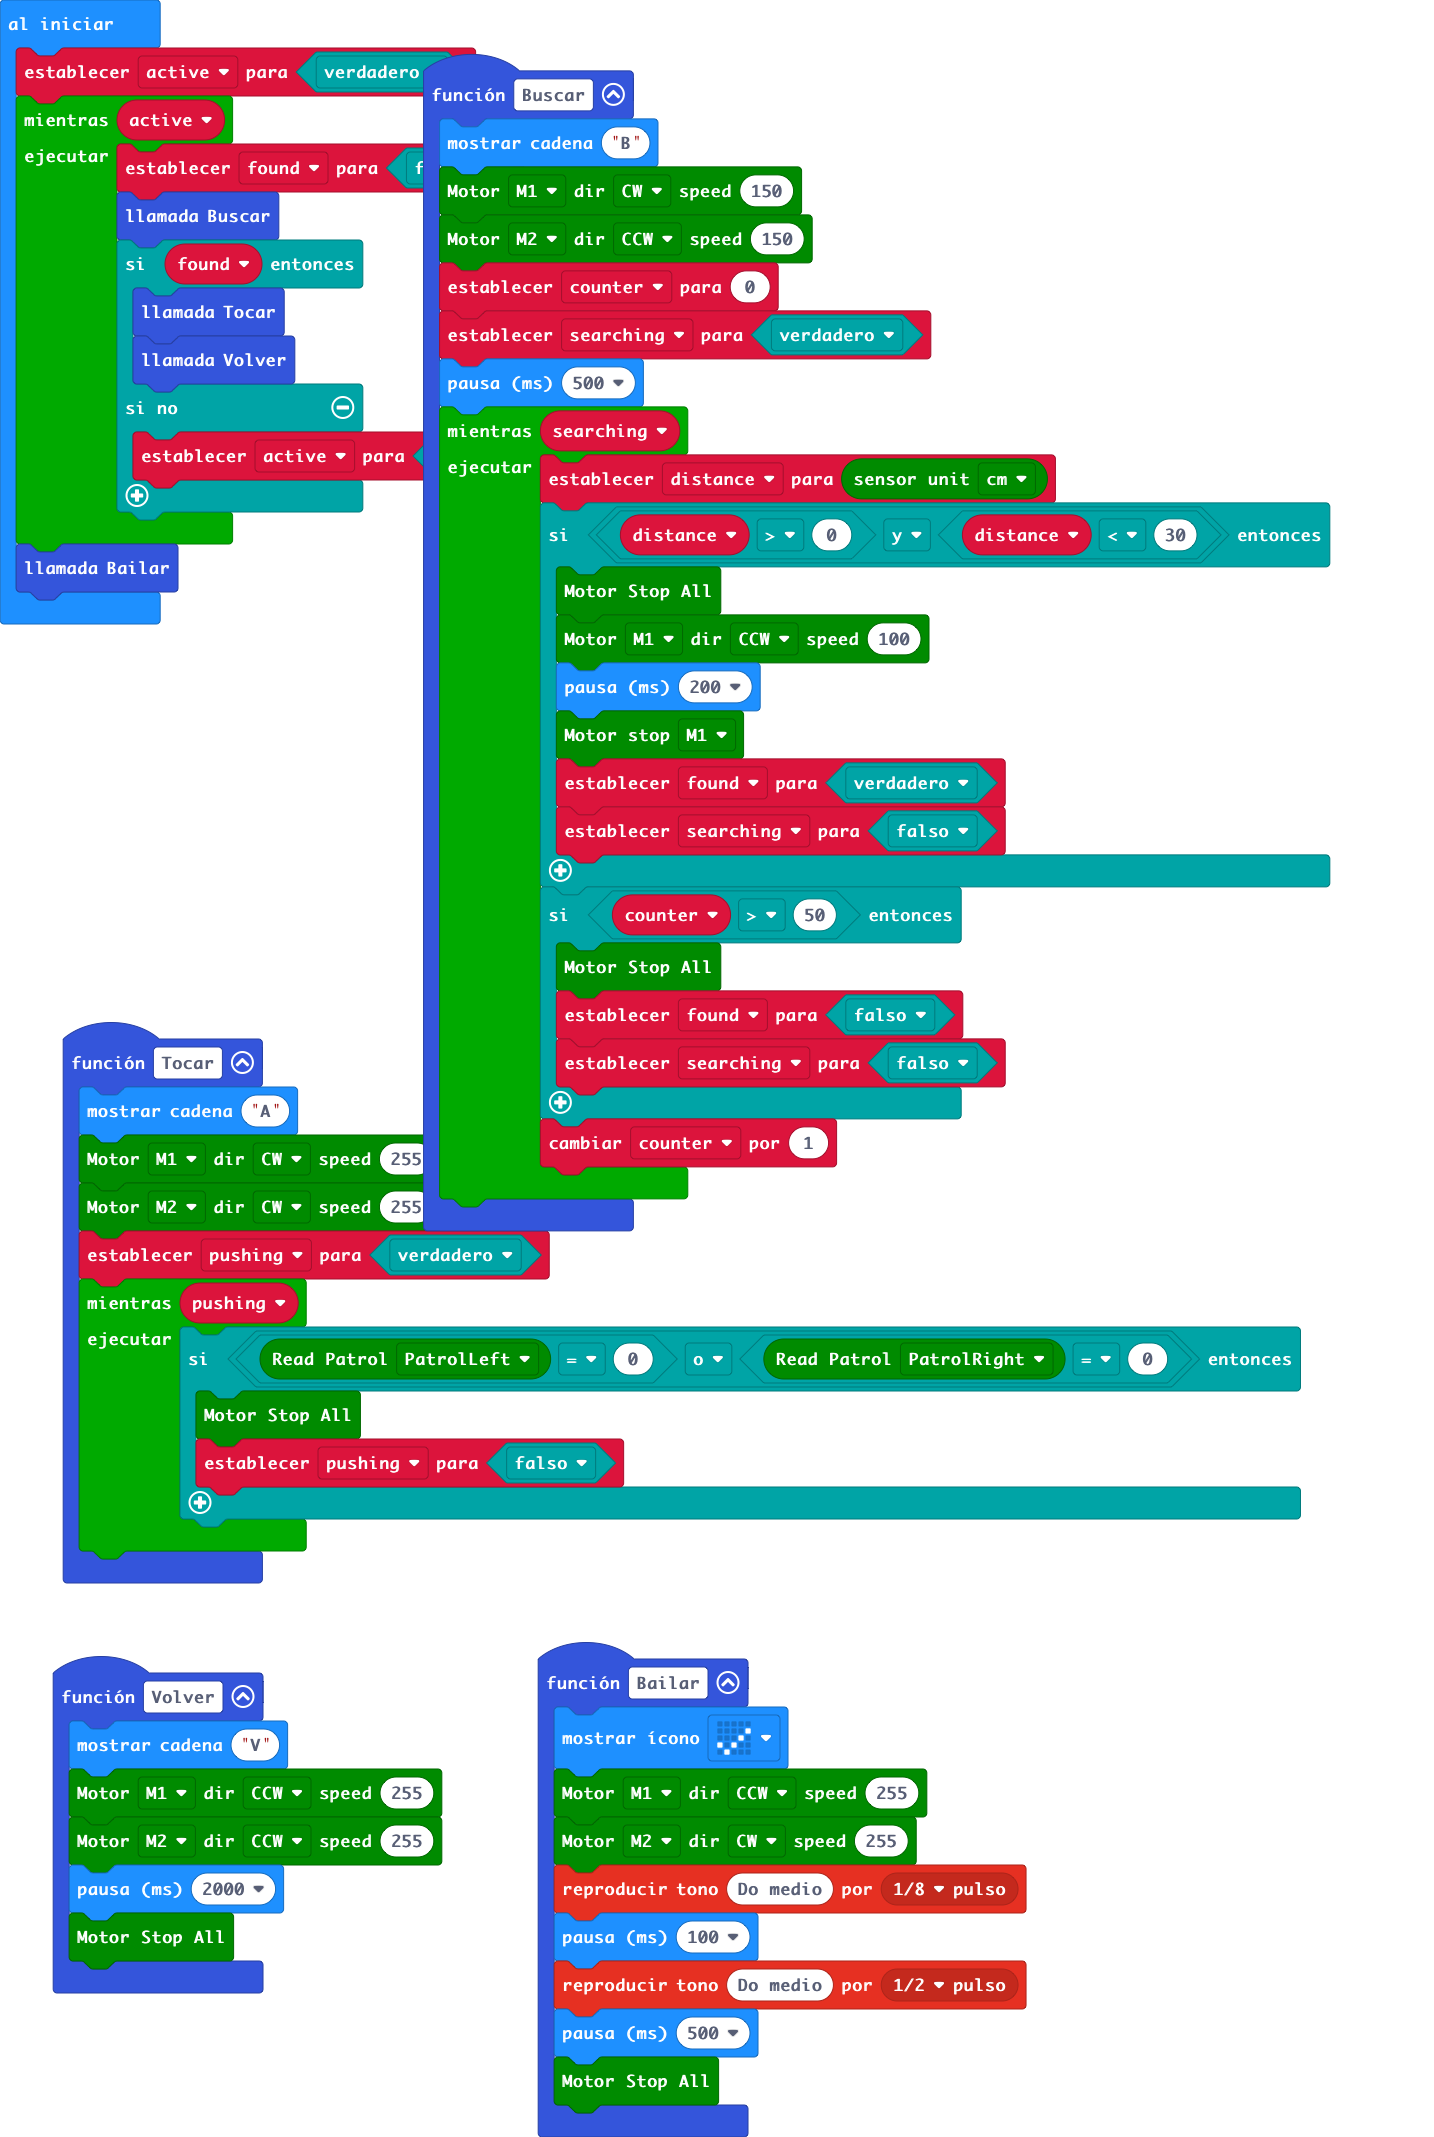 al iniciar
establecer active para verdadero
mientras active
ejecutar
establecer found para
llamada Buscar
si found entonces
llamada Tocar
llamada Volver
si no
establecer active para
llamada Bailar
función Buscar
mostrar cadena "B"
Motor M1 dir CW speed 150
Motor M2 dir CCW speed 150
establecer counter para 0
establecer searching para verdadero
pausa (ms) 500
mientras searching
ejecutar
establecer distance para sensor unit cm
si distance > 0 y distance < 30 entonces
Motor Stop All
Motor M1 dir CCW speed 100
pausa (ms) 200
Motor stop M1
establecer found para verdadero
establecer searching para falso
si counter > 50 entonces
Motor Stop All
establecer found para falso
establecer searching para falso
cambiar counter por 1
función Tocar
mostrar cadena "A"
Motor M1 dir CW speed 255
Motor M2 dir CW speed 255
establecer pushing para verdadero
mientras pushing
ejecutar
si Read Patrol PatrolLeft = 0 o Read Patrol PatrolRight = 0 entonces
Motor Stop All
establecer pushing para falso
función Volver
mostrar cadena "V"
Motor M1 dir CCW speed 255
Motor M2 dir CCW speed 255
pausa (ms) 2000
Motor Stop All
función Bailar
mostrar ícono
Motor M1 dir CCW speed 255
Motor M2 dir CW speed 255
reproducir tono Do medio por 1/8 pulso
pausa (ms) 100
reproducir tono Do medio por 1/2 pulso
pausa (ms) 500
Motor Stop All